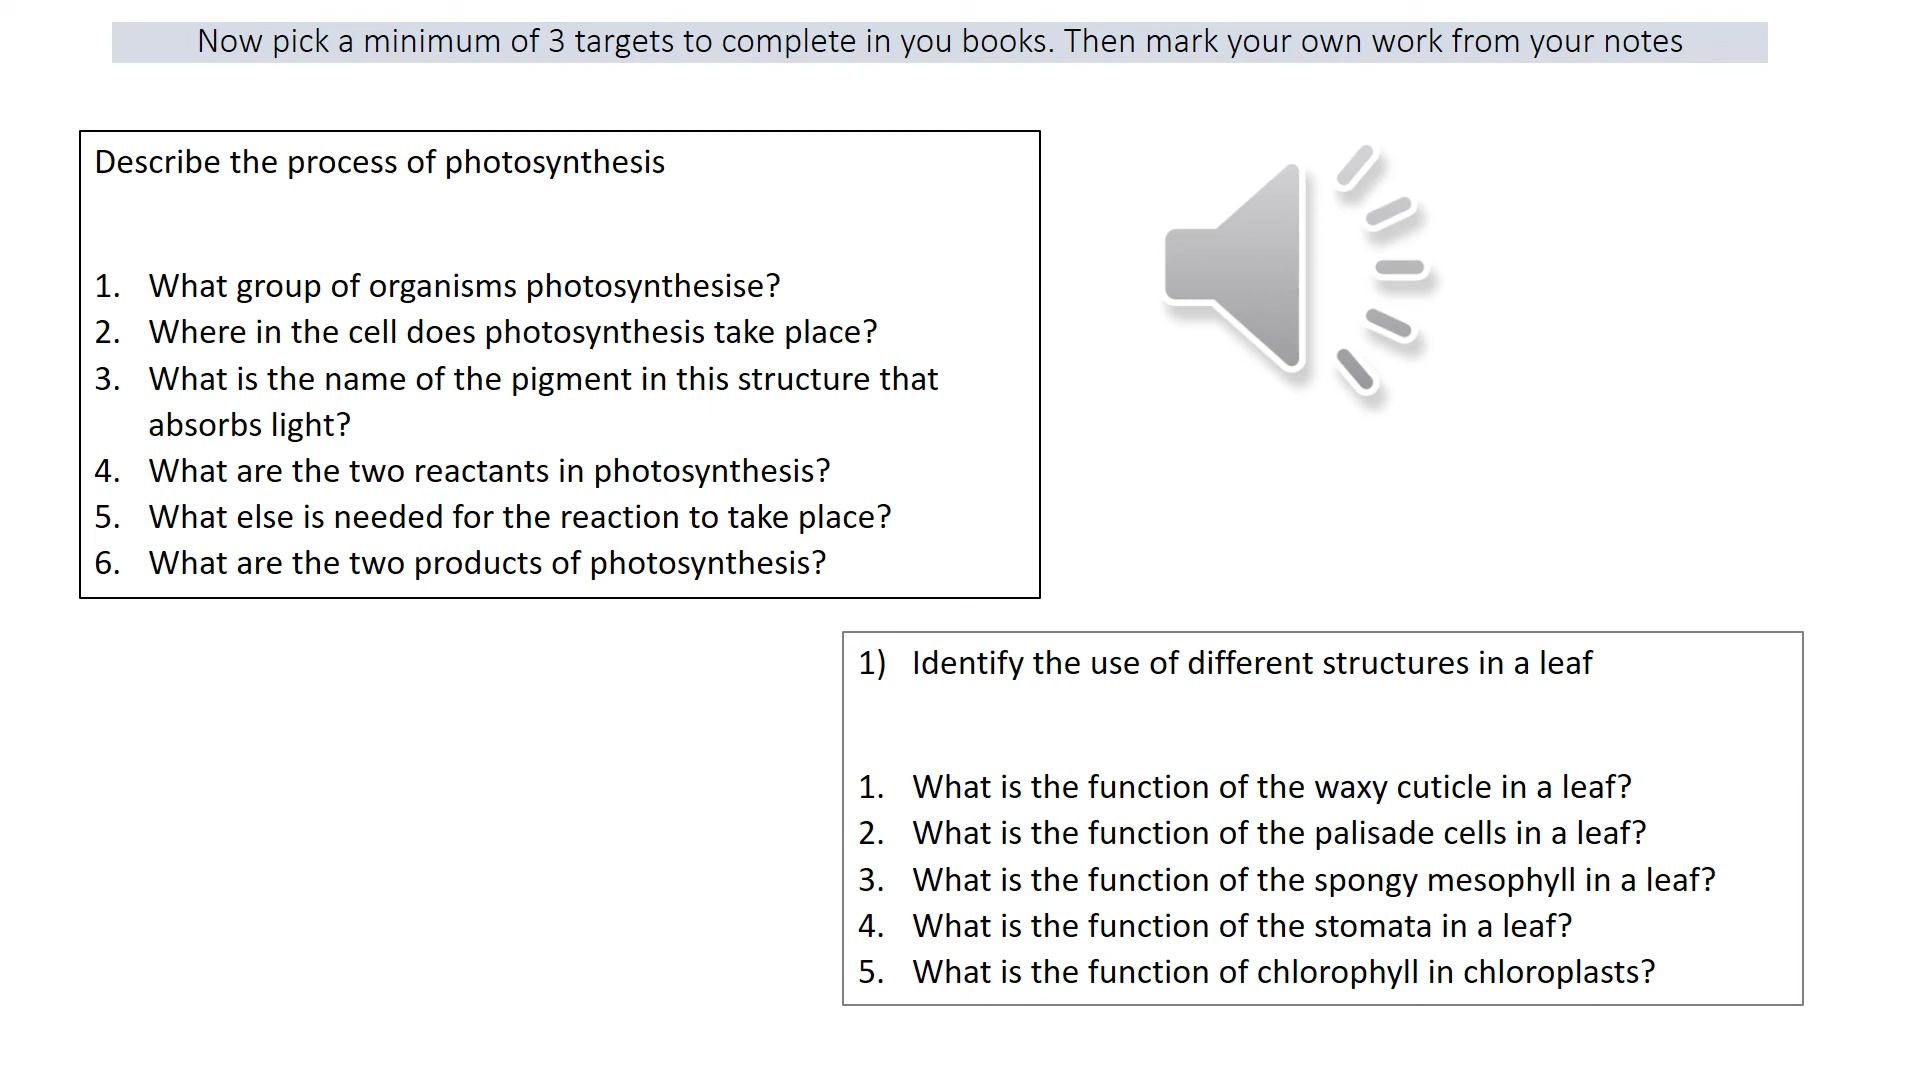 Now pick a minimum of 3 targets to complete in you books. Then mark your own work from your notes
Describe the process of photosynthesis
1. What group of organisms photosynthesise?
2. Where in the cell does photosynthesis take place?
3. What is the name of the pigment in this structure that
absorbs light?
4. What are the two reactants in photosynthesis?
5. What else is needed for the reaction to take place?
6. What are the two products of photosynthesis?
1) Identify the use of different structures in a leaf
1. What is the function of the waxy cuticle in a leaf?
2. What is the function of the palisade cells in a leaf?
3. What is the function of the spongy mesophyll in a leaf?
4. What is the function of the stomata in a leaf?
5. What is the function of chlorophyll in chloroplasts?